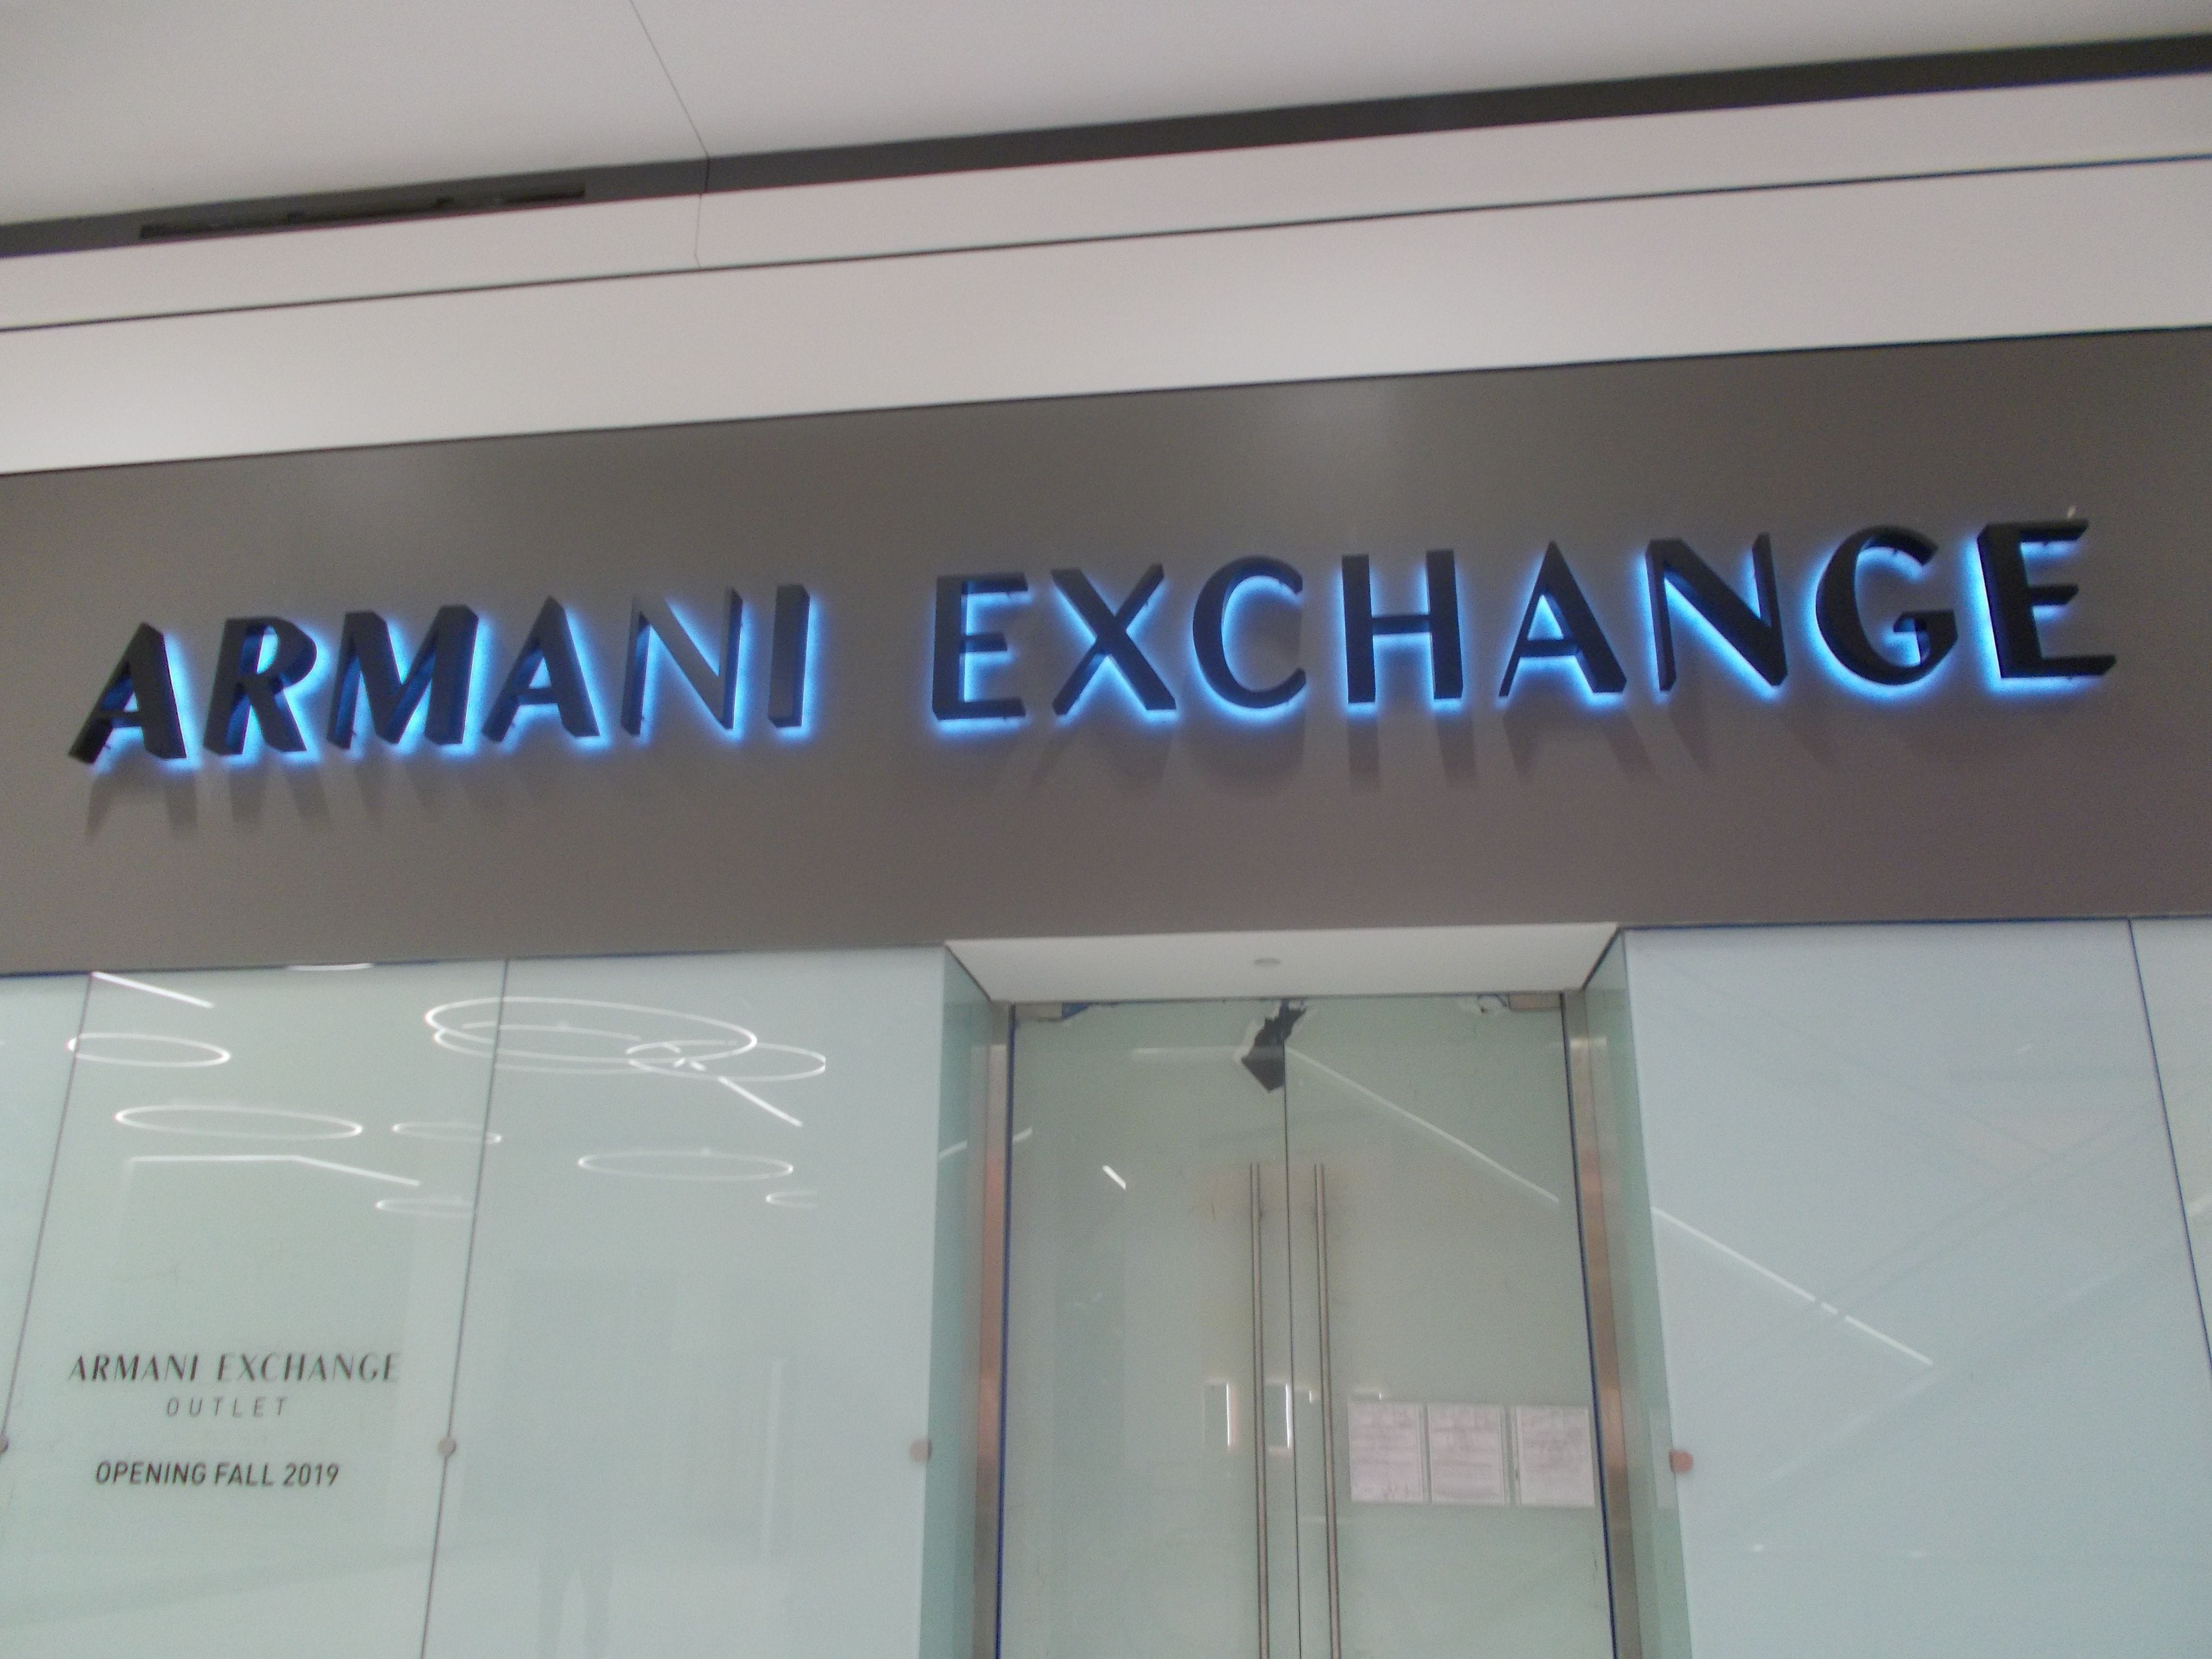 ARMANI EXCHANGE
ARMANI EXCHANGE
OUTLET
OPENING FALL 2019